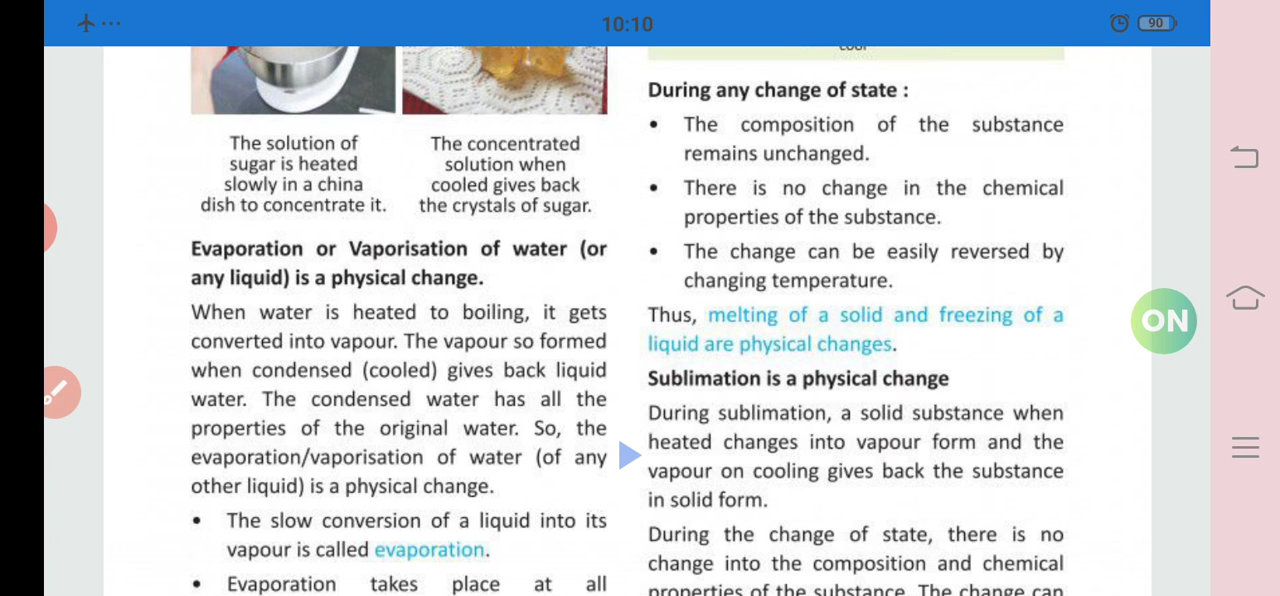 10:10
90
The solution of
sugar is heated
slowly in a china
dish to concentrate it.
The concentrated
solution when
cooled gives back
the crystals of sugar.
Evaporation or Vaporisation of water (or
any liquid) is a physical change.
When water is heated to boiling, it gets
converted into vapour. The vapour so formed
when condensed (cooled) gives back liquid
water. The condensed water has all the
properties of the original water. So, the
evaporation/vaporisation of water (of any
other liquid) is a physical change.
• The slow conversion of a liquid into its
vapour is called evaporation.
• Evaporation takes place at all
cool
During any change of state :
• The composition of the substance
remains unchanged.
• There is no change in the chemical
properties of the substance.
• The change can be easily reversed by
changing temperature.
Thus, melting of a solid and freezing of a
liquid are physical changes.
Sublimation is a physical change
During sublimation, a solid substance when
heated changes into vapour form and the
vapour on cooling gives back the substance
in solid form.
During the change of state, there is no
change into the composition and chemical
properties of the substance. The change can
ON